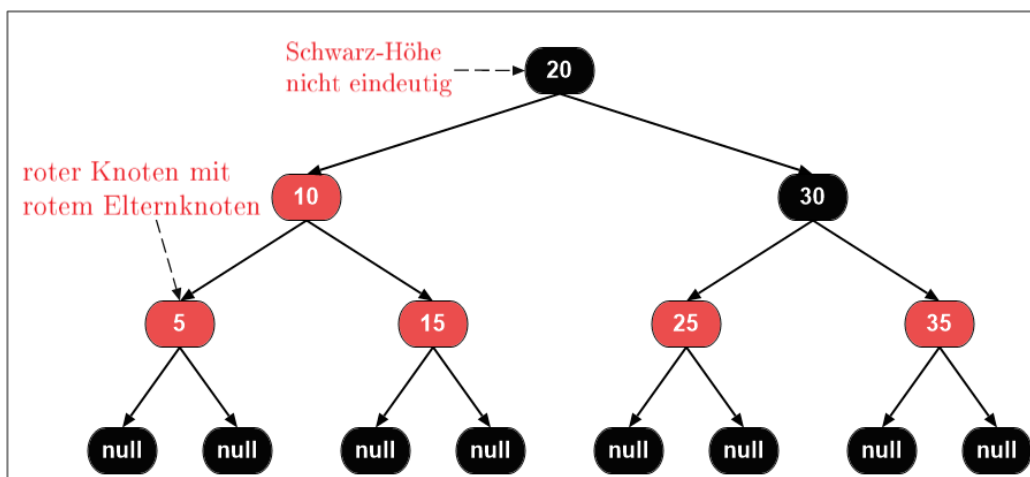 Schwarz-Höhe
nicht eindeutig
20
roter Knoten mit
rotem Elternknoten
10
30
5
15
25
35
null
null
null
null
null
null
null
null